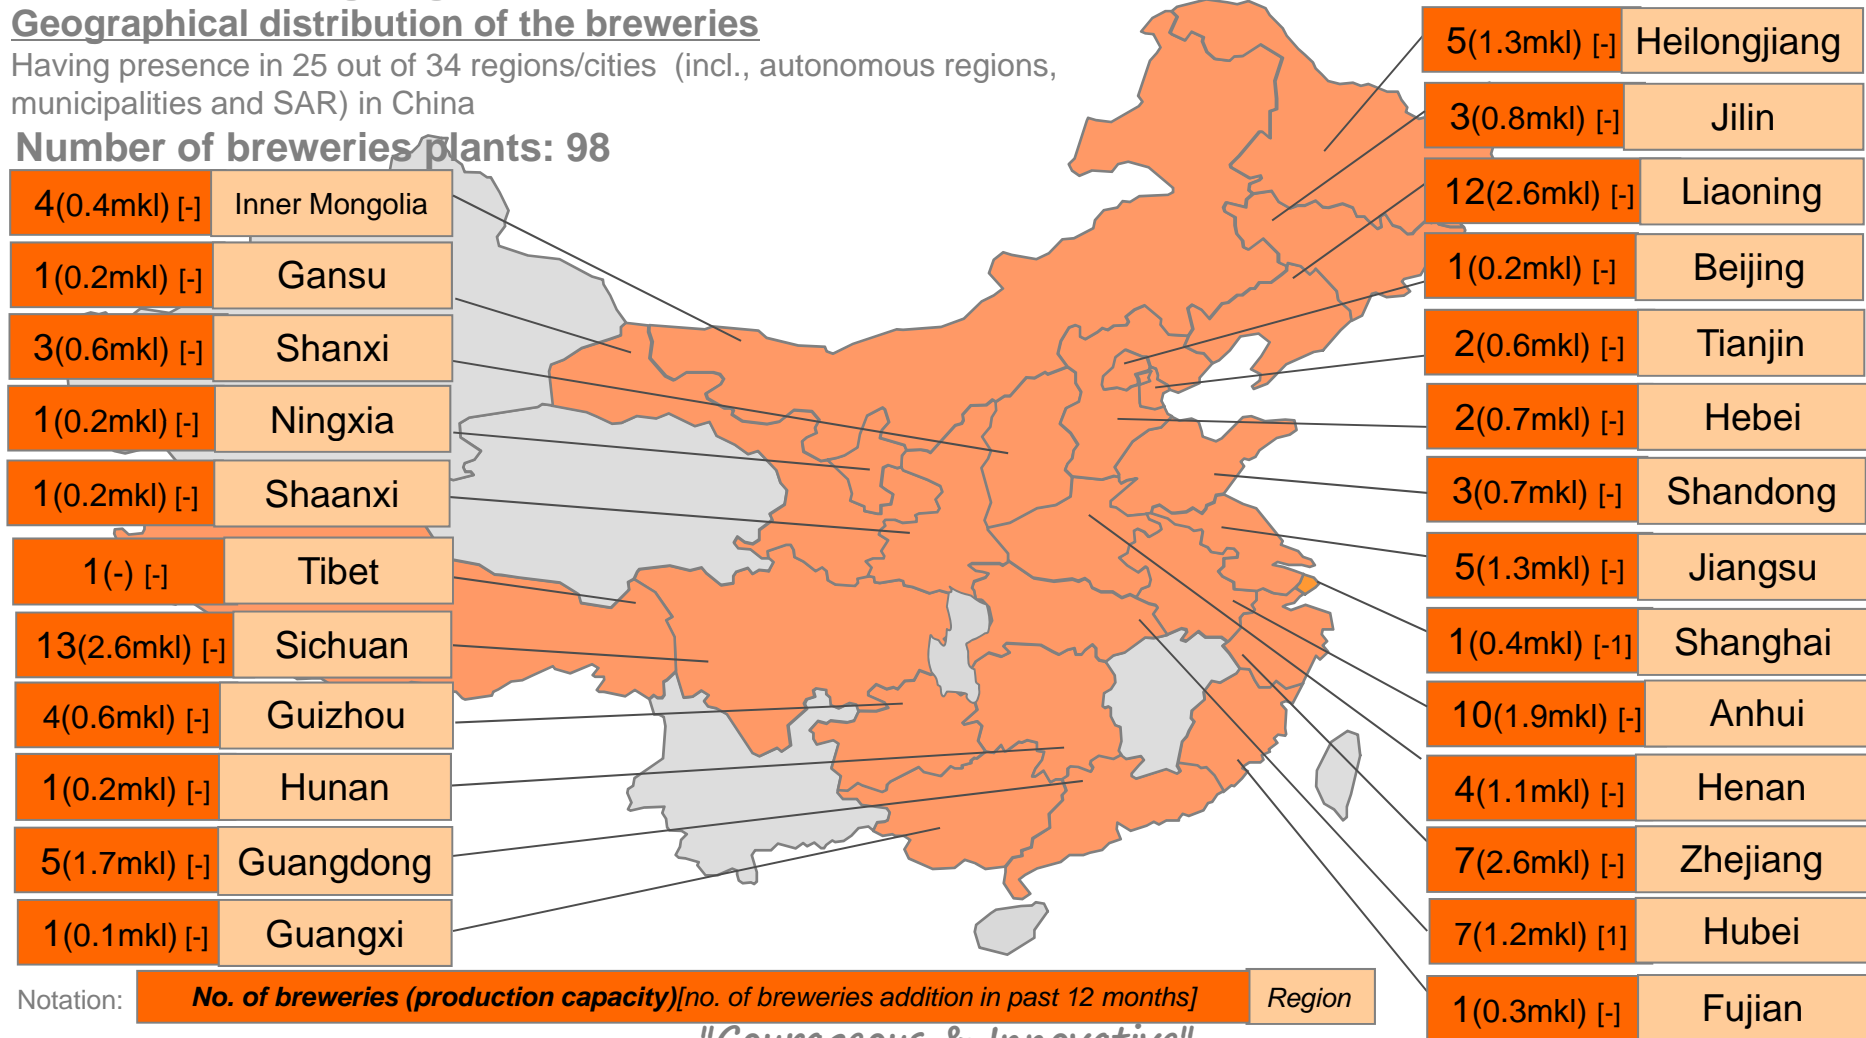 Geographical distribution of the breweries
Having presence in 25 out of 34 regions/cities (incl., autonomous regions,
municipalities and SAR) in China
Number of breweries plants: 98
4(0.4mkl) [-] Inner Mongolia
1(0.2mkl) [-] Gansu
3(0.6mkl) [-] Shanxi
1(0.2mkl) [-] Ningxia
1(0.2mkl) [-] Shaanxi
1(-) [-] Tibet
13(2.6mkl) [-] Sichuan
4(0.6mkl) [-] Guizhou
1(0.2mkl) [-] Hunan
5(1.7mkl) [-] Guangdong
1(0.1mkl) [-] Guangxi
5(1.3mkl) [-] Heilongjiang
3(0.8mkl) [-] Jilin
12(2.6mkl) [-] Liaoning
1(0.2mkl) [-] Beijing
2(0.6mkl) [-] Tianjin
2(0.7mkl) [-] Hebei
3(0.7mkl) [-] Shandong
5(1.3mkl) [-] Jiangsu
1(0.4mkl) [-1] Shanghai
10(1.9mkl) [-] Anhui
4(1.1mkl) [-] Henan
7(2.6mkl) [-] Zhejiang
7(1.2mkl) [1] Hubei
1(0.3mkl) [-] Fujian
Notation: No. of breweries (production capacity)[no. of breweries addition in past 12 months] Region
"Courageous & Innovative"